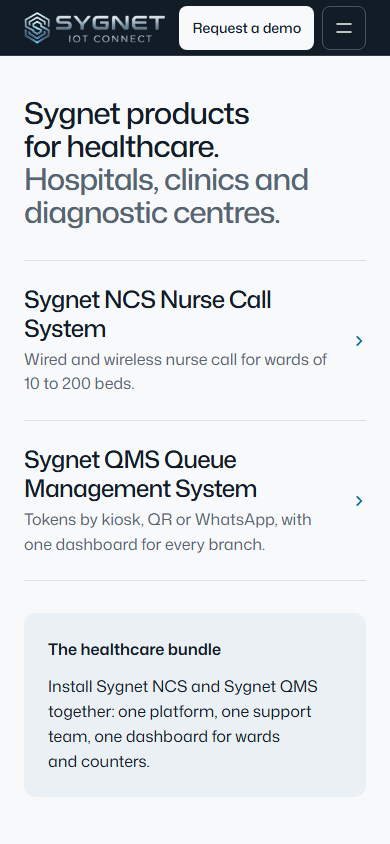 SYGNET
IOT CONNECT
Request a demo
Sygnet products
for healthcare.
Hospitals, clinics and
diagnostic centres.
Sygnet NCS Nurse Call
System
Wired and wireless nurse call for wards of
10 to 200 beds.
Sygnet QMS Queue
Management System
Tokens by kiosk, QR or WhatsApp, with
one dashboard for every branch.
The healthcare bundle
Install Sygnet NCS and Sygnet QMS
together: one platform, one support
team, one dashboard for wards
and counters.